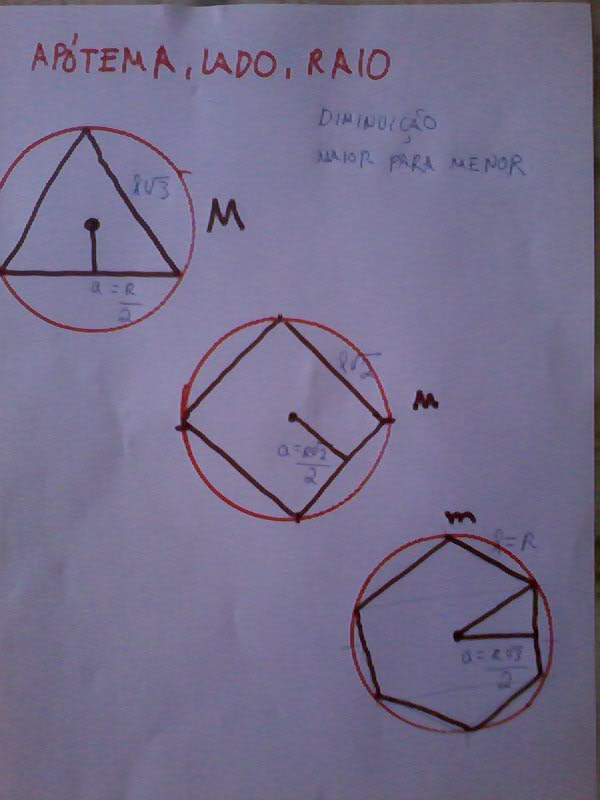 APÓTEMA, LADO, RAIO
DIMINUIÇÃO
MAIOR PARA MENOR
l√3
M
a = R/2
l√2
M
a = R√2/2
m
l = R
a = R√3/2